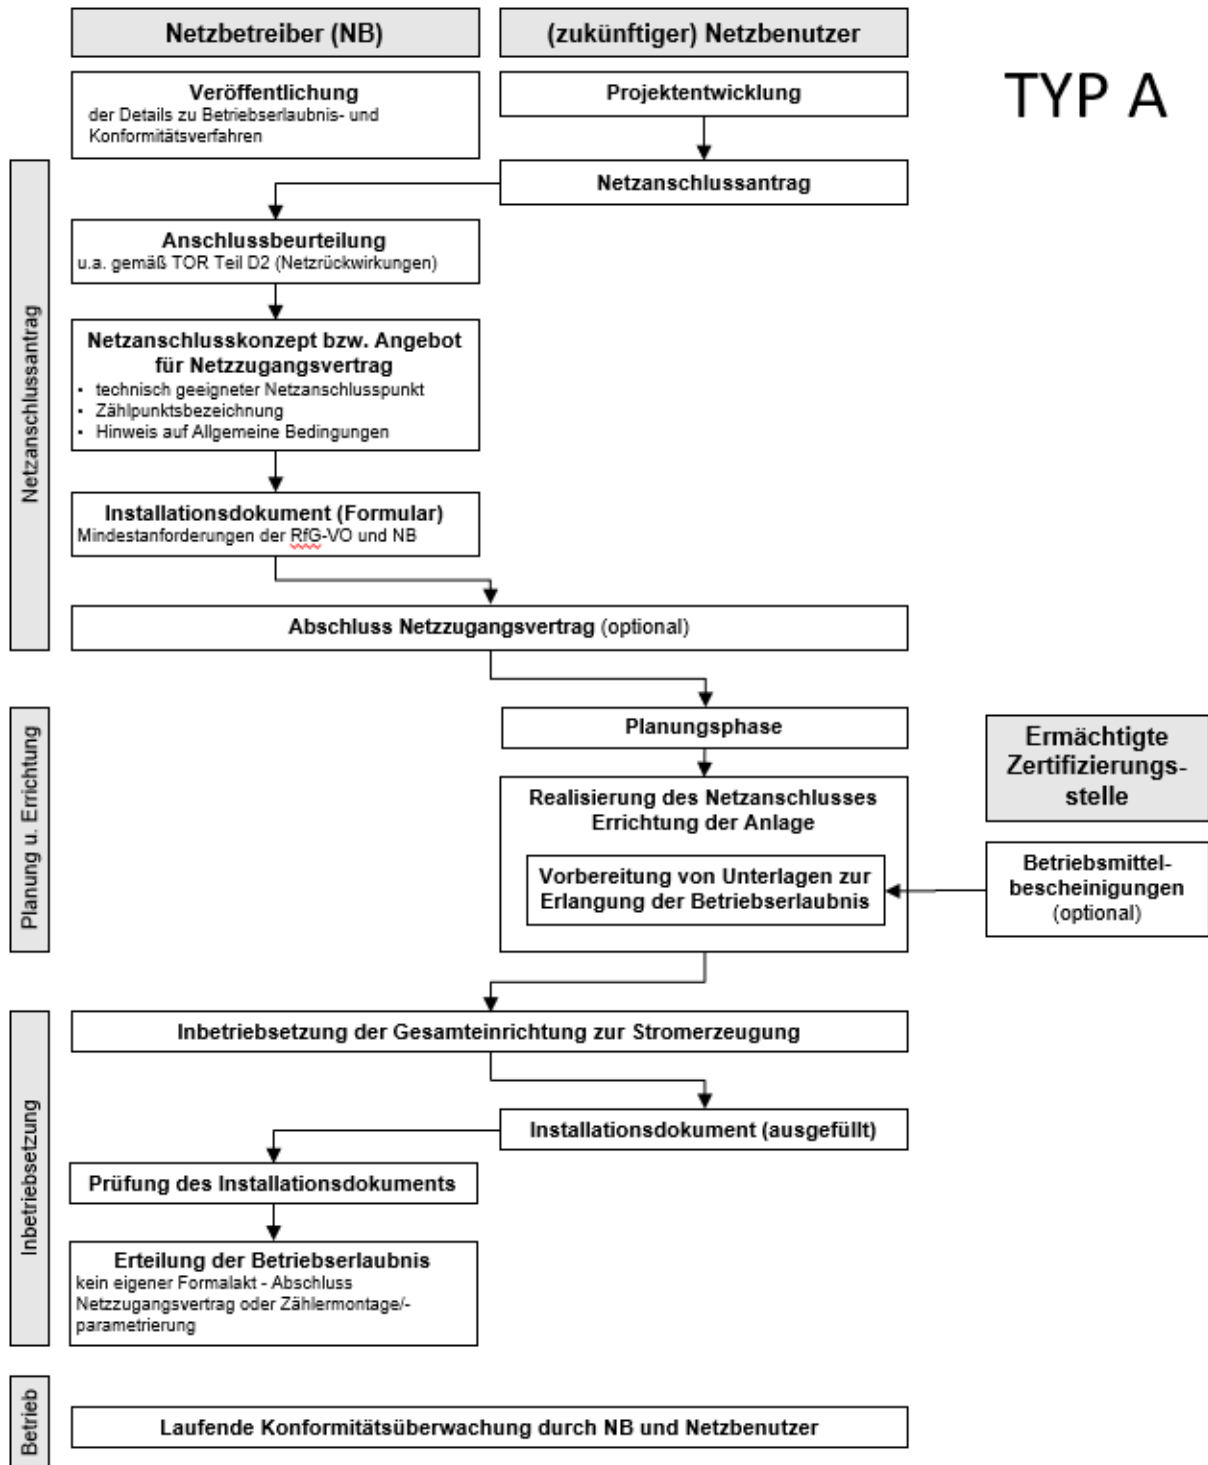 Netzbetreiber (NB)
(zukünftiger) Netzbenutzer
TYP A
Veröffentlichung
der Details zu Betriebserlaubnis- und
Konformitätsverfahren
Projektentwicklung
Netzanschlussantrag
Netzanschlussantrag
Anschlussbeurteilung
u.a. gemäß TOR Teil D2 (Netzrückwirkungen)
Netzanschlusskonzept bzw. Angebot
für Netzzugangsvertrag
• technisch geeigneter Netzanschlusspunkt
• Zählpunktsbezeichnung
• Hinweis auf Allgemeine Bedingungen
Installationsdokument (Formular)
Mindestanforderungen der RfG-VO und NB
Abschluss Netzzugangsvertrag (optional)
Planung u. Errichtung
Planungsphase
Realisierung des Netzanschlusses
Errichtung der Anlage
Vorbereitung von Unterlagen zur
Erlangung der Betriebserlaubnis
Ermächtigte
Zertifizierungs-
stelle
Betriebsmittel-
bescheinigungen
(optional)
Inbetriebsetzung
Inbetriebsetzung der Gesamteinrichtung zur Stromerzeugung
Installationsdokument (ausgefüllt)
Prüfung des Installationsdokuments
Erteilung der Betriebserlaubnis
kein eigener Formalakt - Abschluss
Netzzugangsvertrag oder Zählermontage/-
parametrierung
Betrieb
Laufende Konformitätsüberwachung durch NB und Netzbenutzer